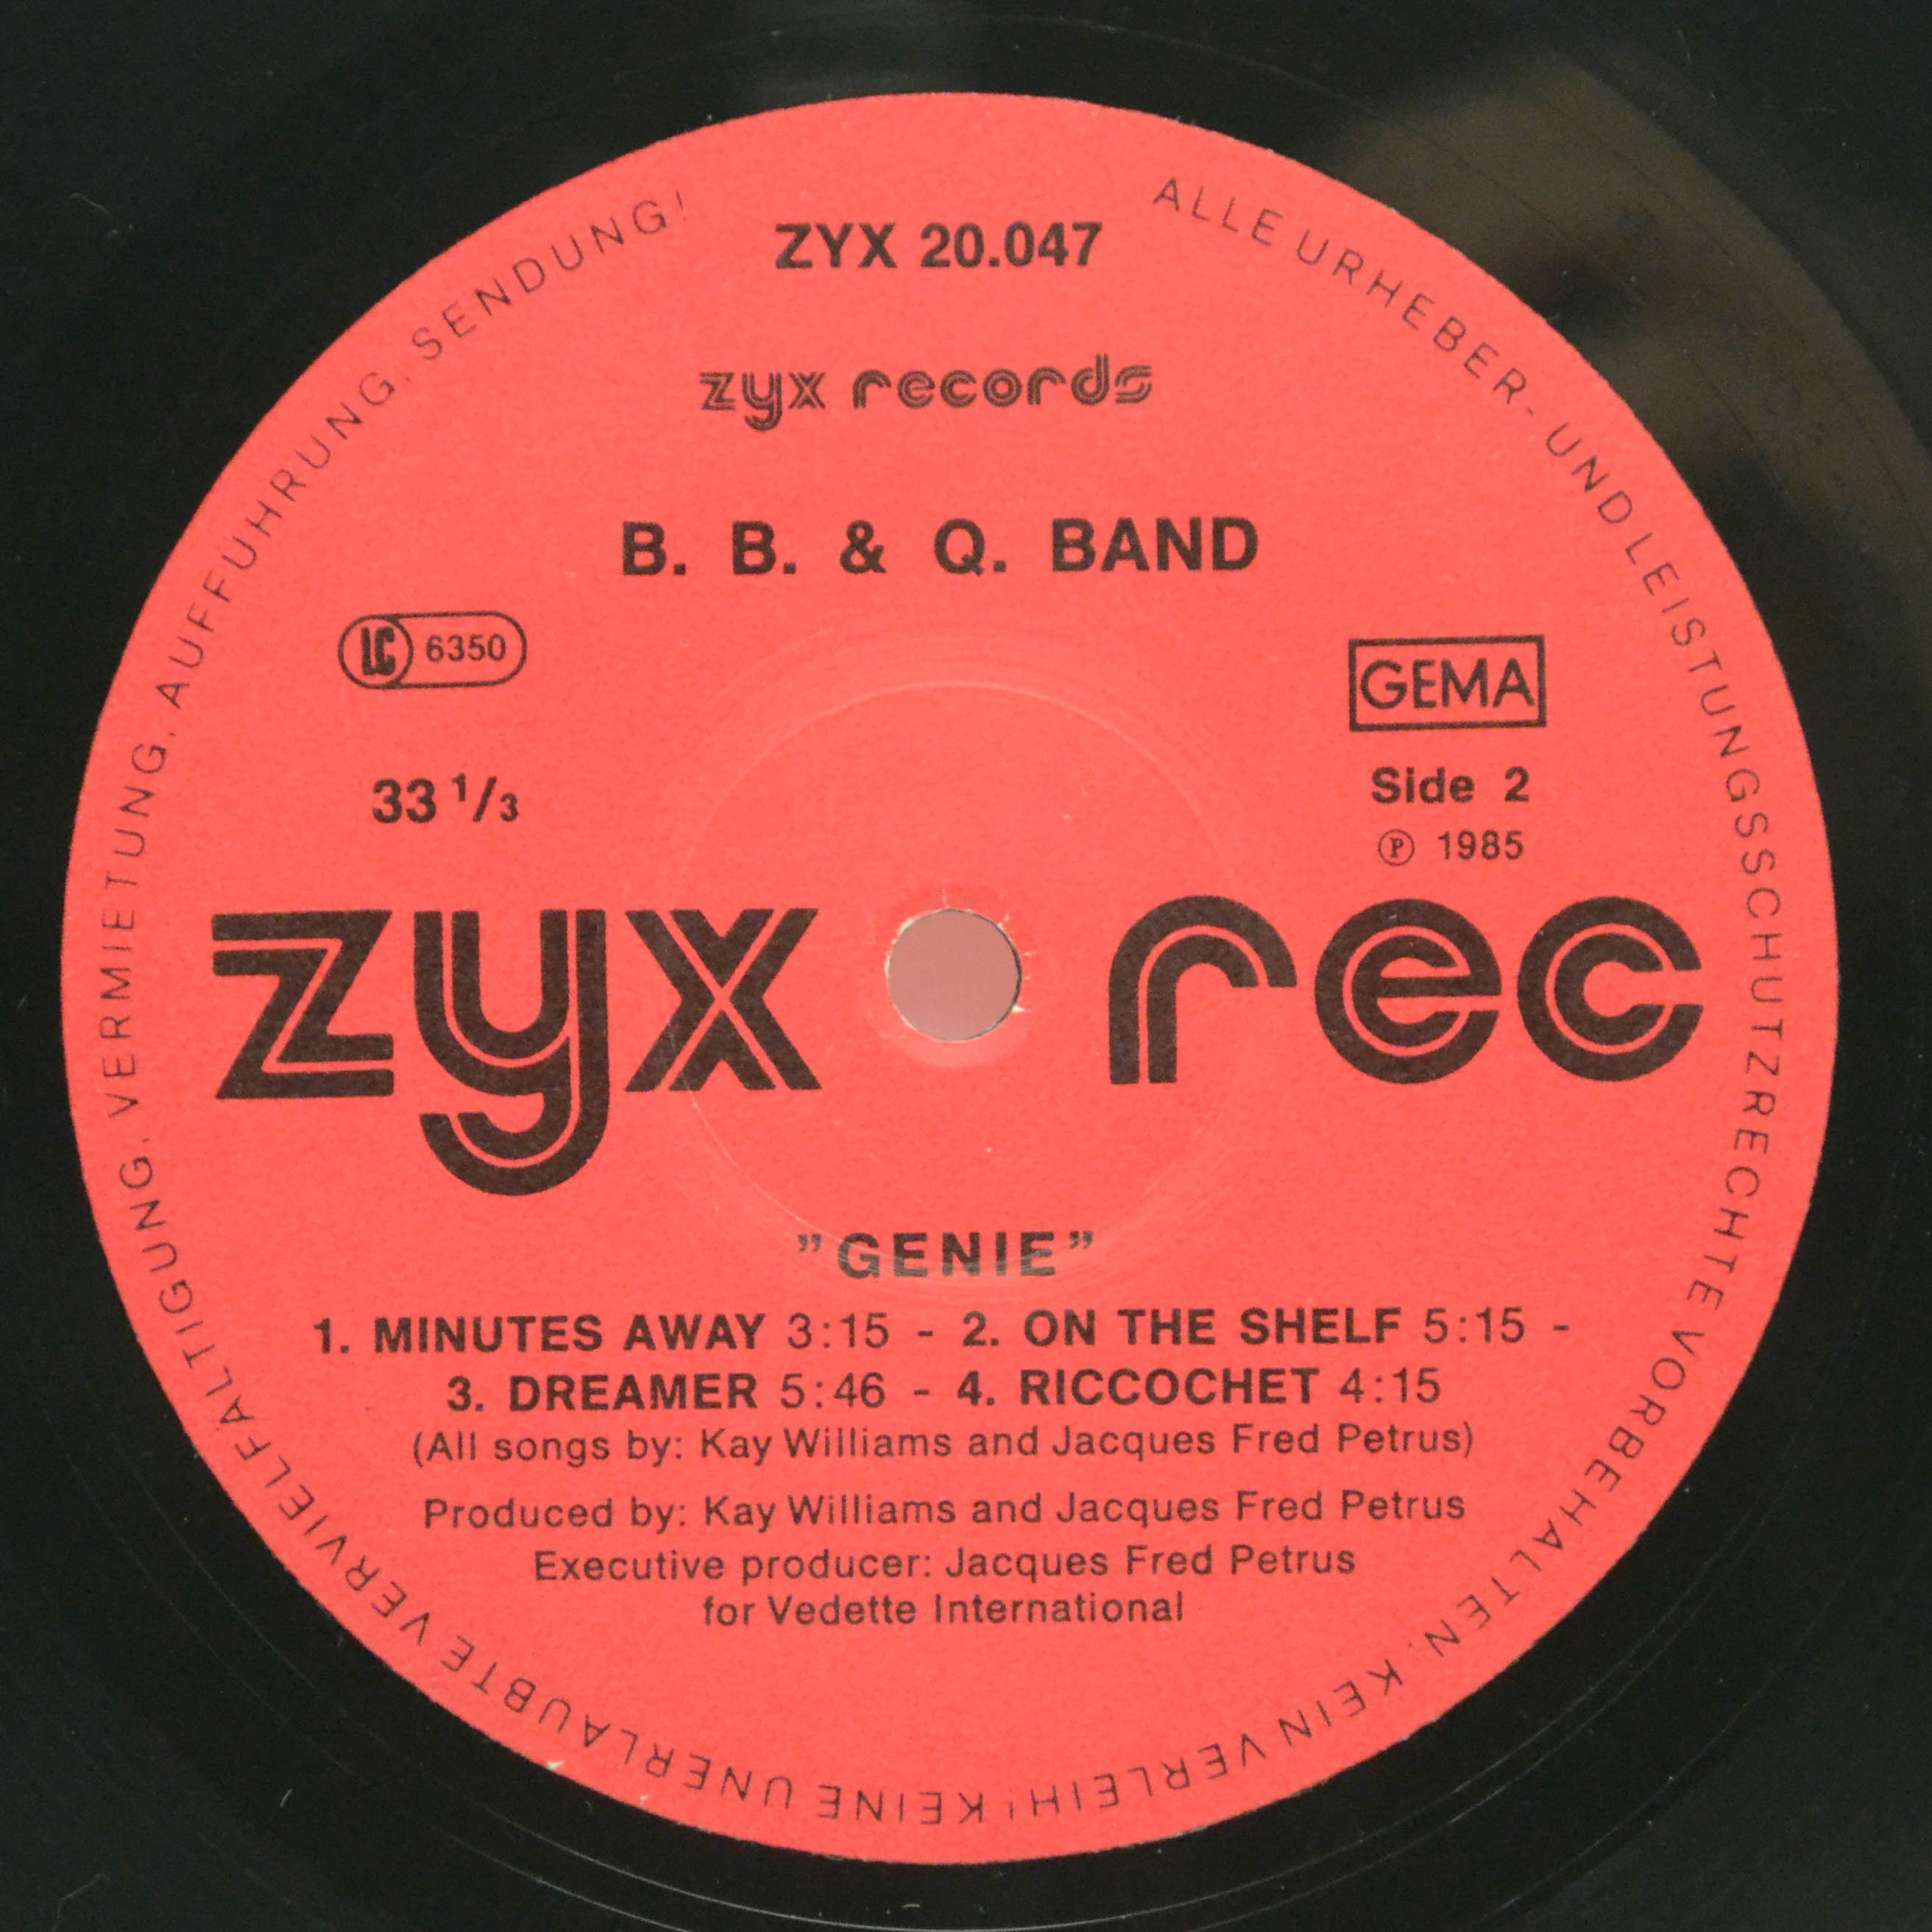 ZYX 20.047
zyx records
B. B. & Q. BAND
LC 6350
GEMA
33 1/3
Side 2
Ⓟ 1985
zyx rec
”GENIE”
1. MINUTES AWAY 3:15 - 2. ON THE SHELF 5:15 -
3. DREAMER 5:46 - 4. RICCOCHET 4:15
(All songs by: Kay Williams and Jacques Fred Petrus)
Produced by: Kay Williams and Jacques Fred Petrus
Executive producer: Jacques Fred Petrus
for Vedette International
ALLE URHEBER- UND LEISTUNGSSCHUTZRECHTE VORBEHALTEN. KEIN VERLEIH! KEINE UNERLAUBTE VERVIELFÄLTIGUNG, VERMIETUNG, AUFFUHRUNG, SENDUNG!